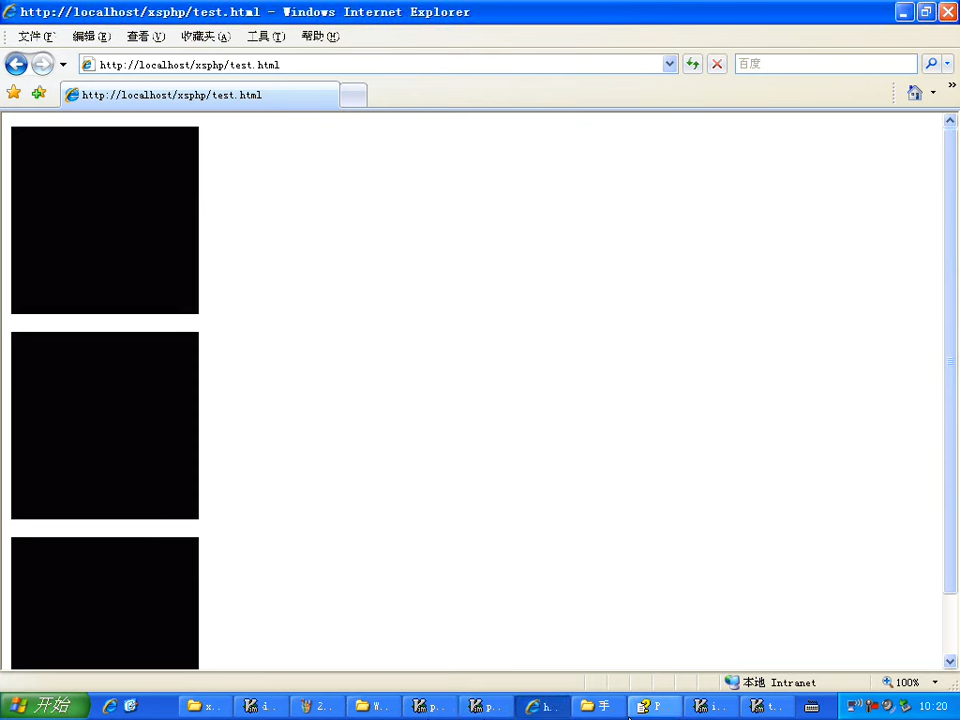 http://localhost/xsphp/test.html - Windows Internet Explorer
文件(F) 编辑(E) 查看(V) 收藏夹(A) 工具(T) 帮助(H)
http://localhost/xsphp/test.html 百度
http://localhost/xsphp/test.html »
本地 Intranet 100%
开始 x.. i.. 2.. W.. p.. p.. h.. 手 P i.. t.. 10:20